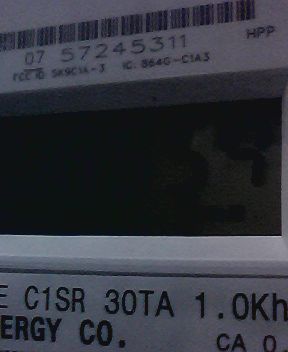 HPP
07 57245311
FCC ID: SK9C1A-3 IC: 864G-C1A3
E C1SR 30TA 1.0Kh
ERGY CO.
CA 0.